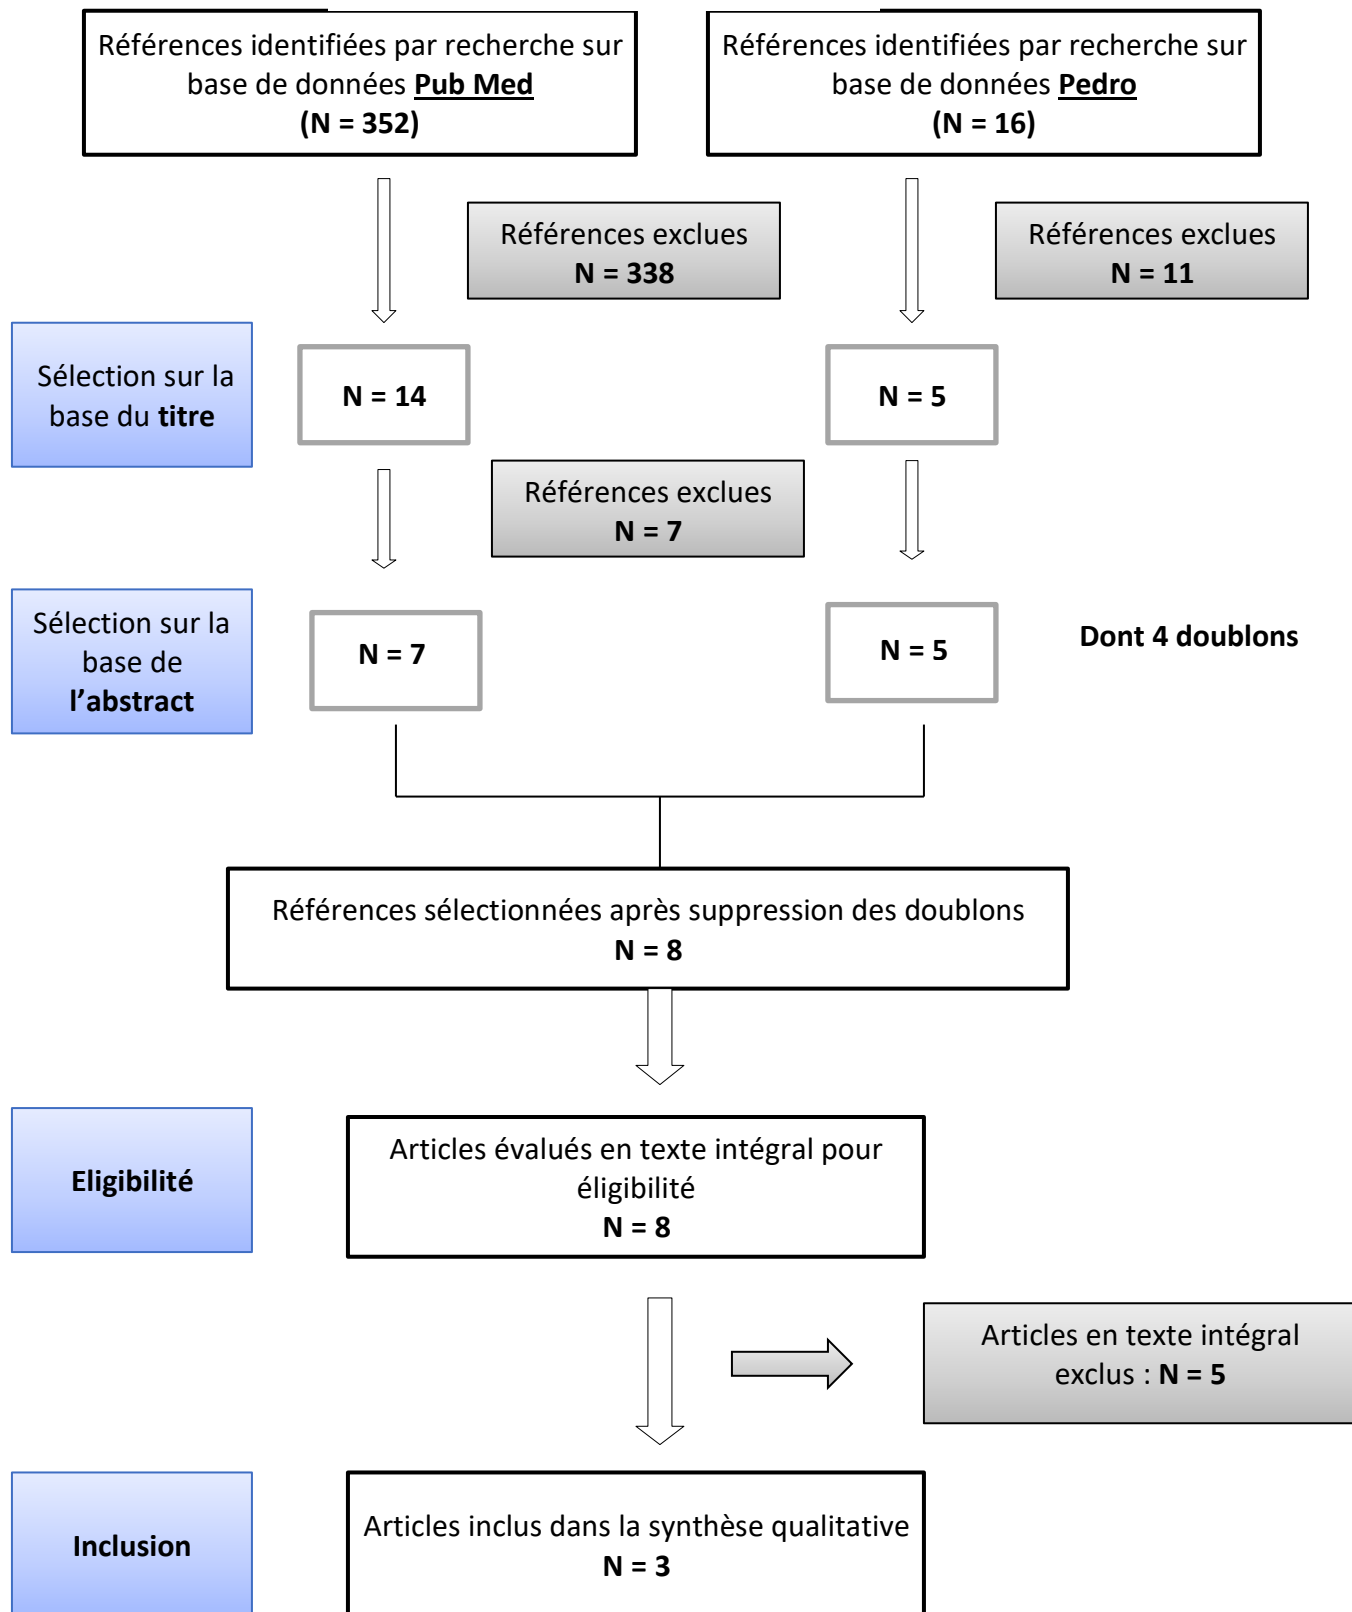 Références identifiées par recherche sur
base de données Pub Med
(N = 352)
Références identifiées par recherche sur
base de données Pedro
(N = 16)
Références exclues
N = 338
Références exclues
N = 11
Sélection sur la
base du titre
N = 14
N = 5
Références exclues
N = 7
Sélection sur la
base de
l’abstract
N = 7
N = 5
Dont 4 doublons
Références sélectionnées après suppression des doublons
N = 8
Eligibilité
Articles évalués en texte intégral pour
éligibilité
N = 8
Articles en texte intégral
exclus : N = 5
Inclusion
Articles inclus dans la synthèse qualitative
N = 3